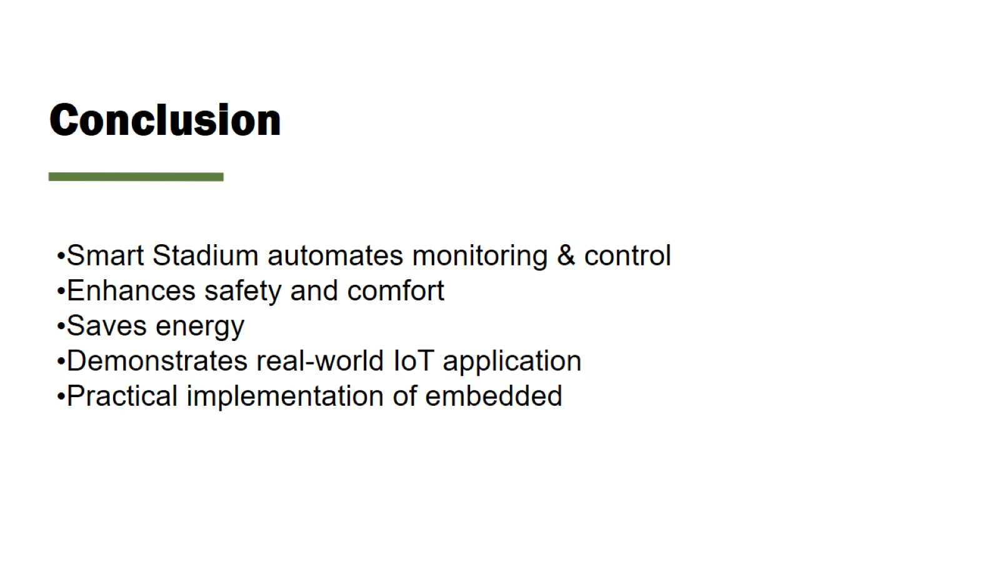 Conclusion
•Smart Stadium automates monitoring & control
•Enhances safety and comfort
•Saves energy
•Demonstrates real-world IoT application
•Practical implementation of embedded